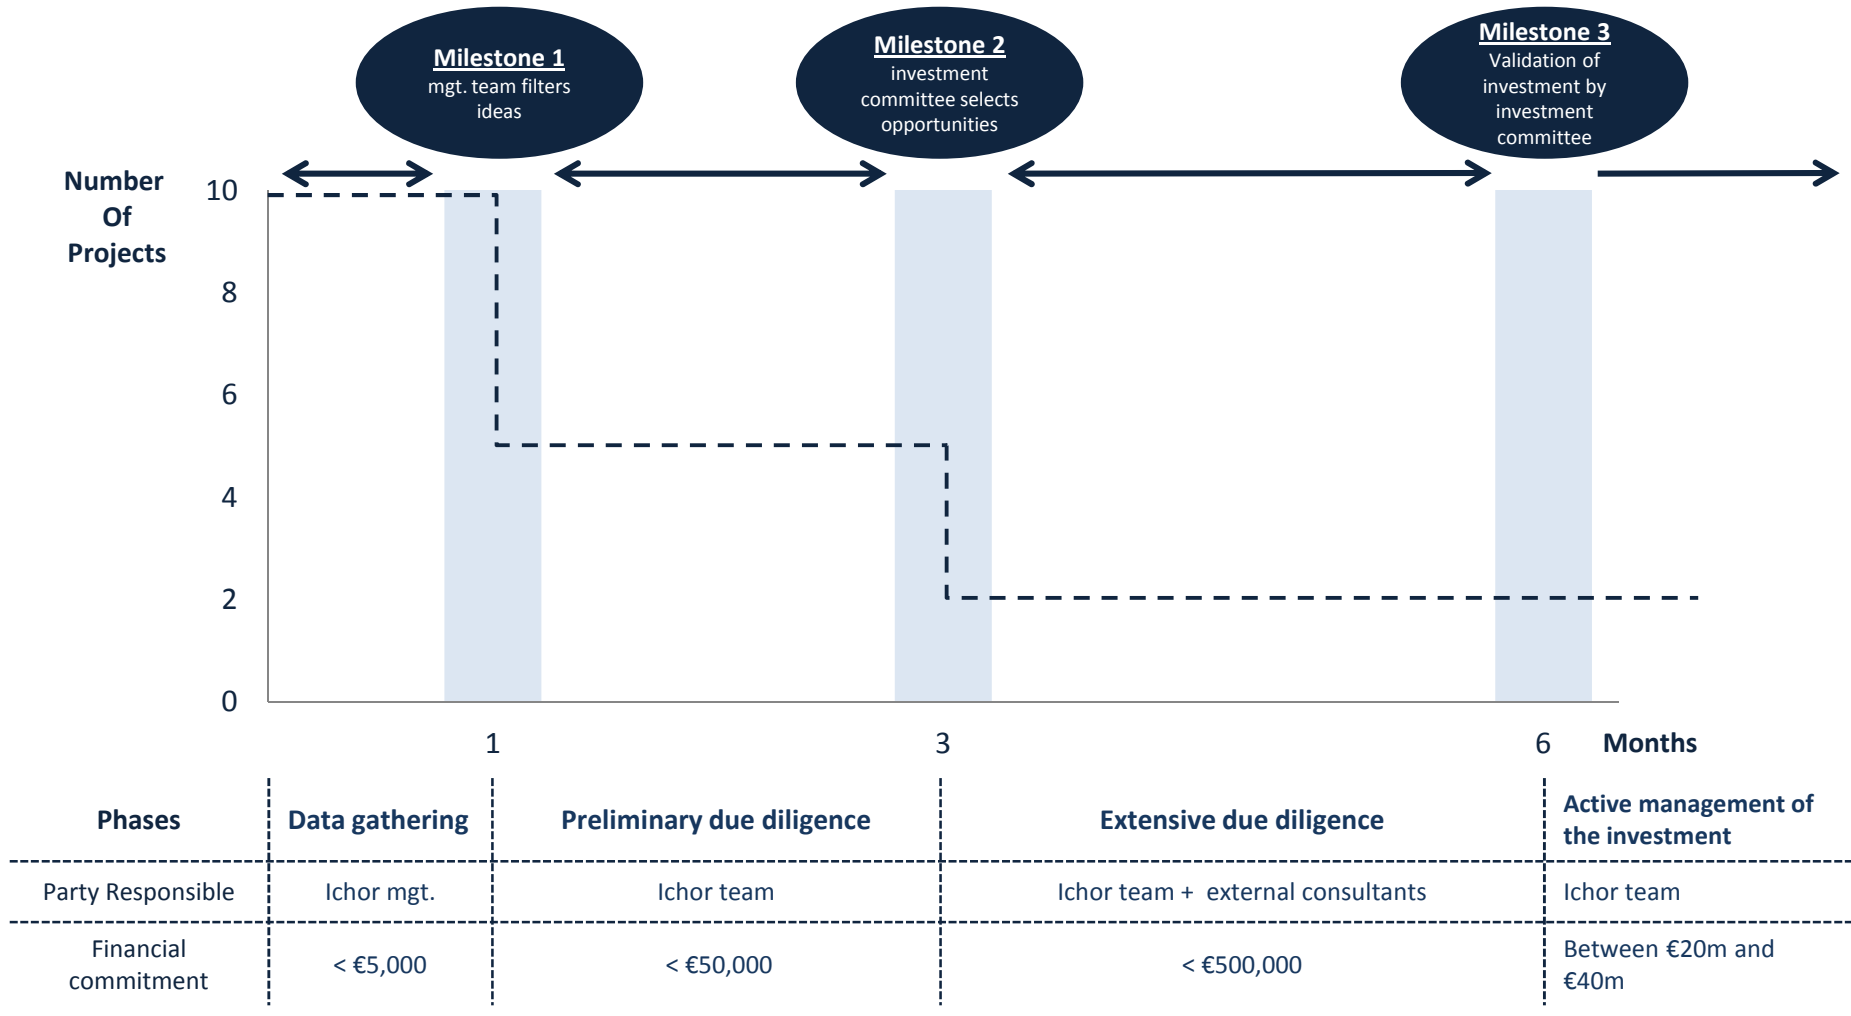 Milestone 1
mgt. team filters
ideas
Milestone 2
investment
committee selects
opportunities
Milestone 3
Validation of
investment by
investment
committee
Number
Of
Projects
10
8
6
4
2
0
1
3
6
Months
Phases
Data gathering
Preliminary due diligence
Extensive due diligence
Active management of
the investment
Party Responsible
Ichor mgt.
Ichor team
Ichor team + external consultants
Ichor team
Financial
commitment
< €5,000
< €50,000
< €500,000
Between €20m and
€40m